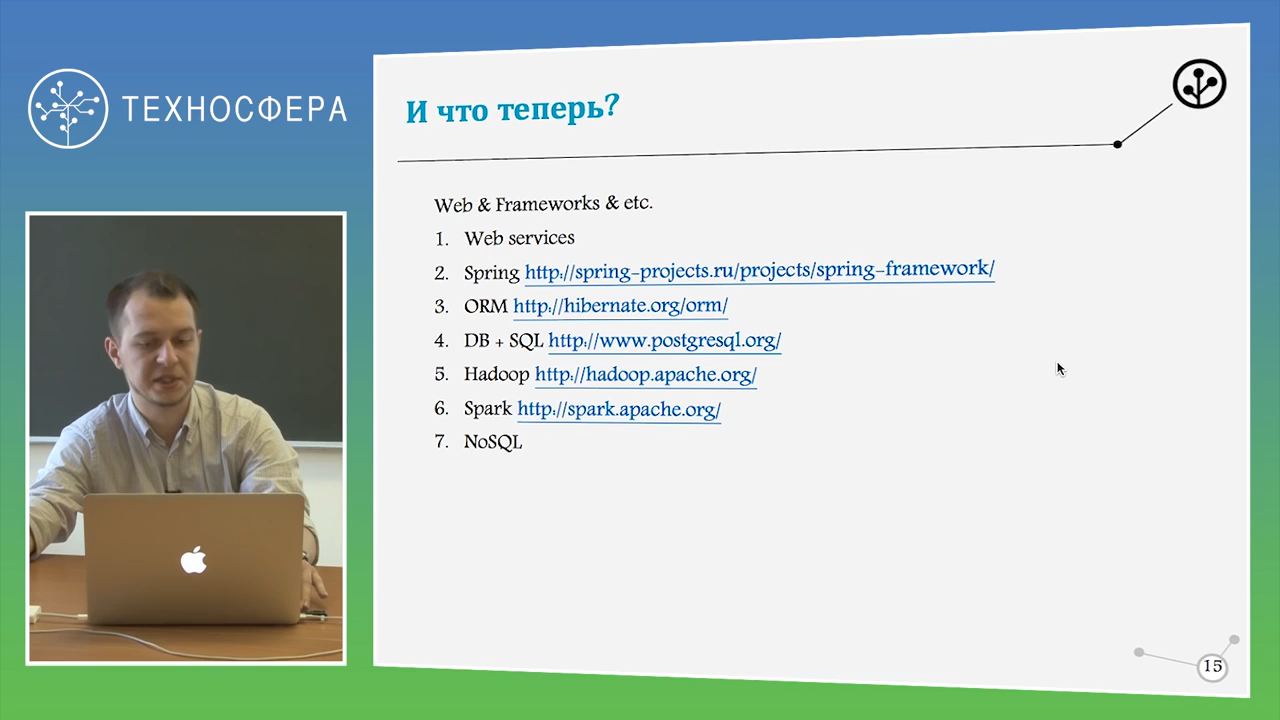 ТЕХНОСФЕРА
И что теперь?
Web & Frameworks & etc.
1. Web services
2. Spring http://spring-projects.ru/projects/spring-framework/
3. ORM http://hibernate.org/orm/
4. DB + SQL http://www.postgresql.org/
5. Hadoop http://hadoop.apache.org/
6. Spark http://spark.apache.org/
7. NoSQL
15